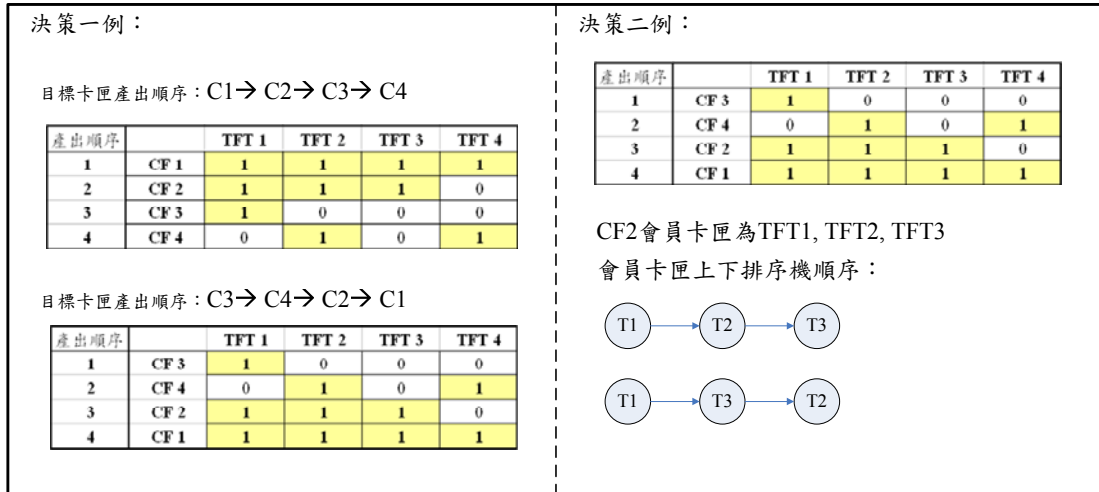 決策一例：
目標卡匣產出順序：C1→ C2→ C3→ C4
產出順序 TFT 1 TFT 2 TFT 3 TFT 4
1 CF 1 1 1 1 1
2 CF 2 1 1 1 0
3 CF 3 1 0 0 0
4 CF 4 0 1 0 1
目標卡匣產出順序：C3→ C4→ C2→ C1
產出順序 TFT 1 TFT 2 TFT 3 TFT 4
1 CF 3 1 0 0 0
2 CF 4 0 1 0 1
3 CF 2 1 1 1 0
4 CF 1 1 1 1 1
決策二例：
產出順序 TFT 1 TFT 2 TFT 3 TFT 4
1 CF 3 1 0 0 0
2 CF 4 0 1 0 1
3 CF 2 1 1 1 0
4 CF 1 1 1 1 1
CF2會員卡匣為TFT1, TFT2, TFT3
會員卡匣上下排序機順序：
T1 T2 T3
T1 T3 T2